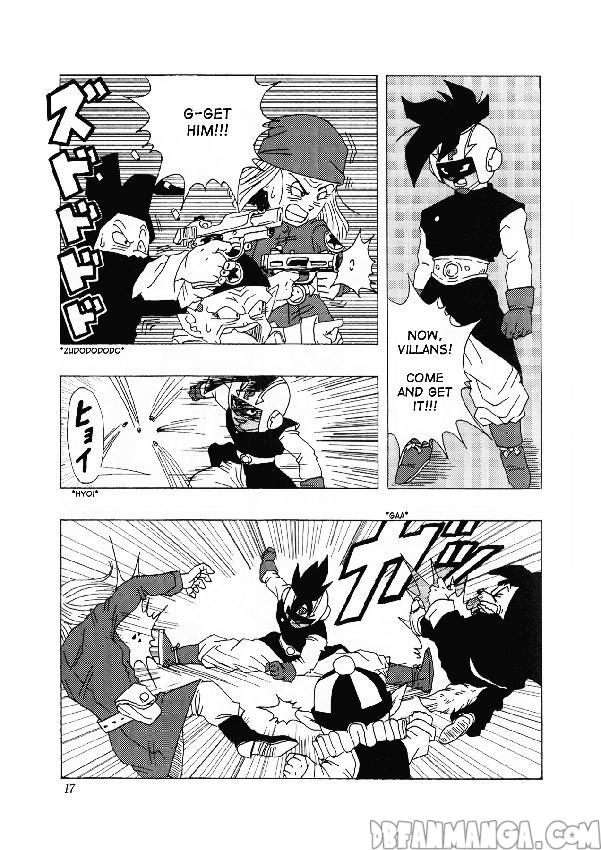 NOW,
VILLANS!
COME
AND GET
IT!!!
G-GET
HIM!!!
ズドドドドド
*ZUDODODODO*
ヒョイ
*HYOI*
*GAA*
ガッ
17
DBFANMANGA.COM